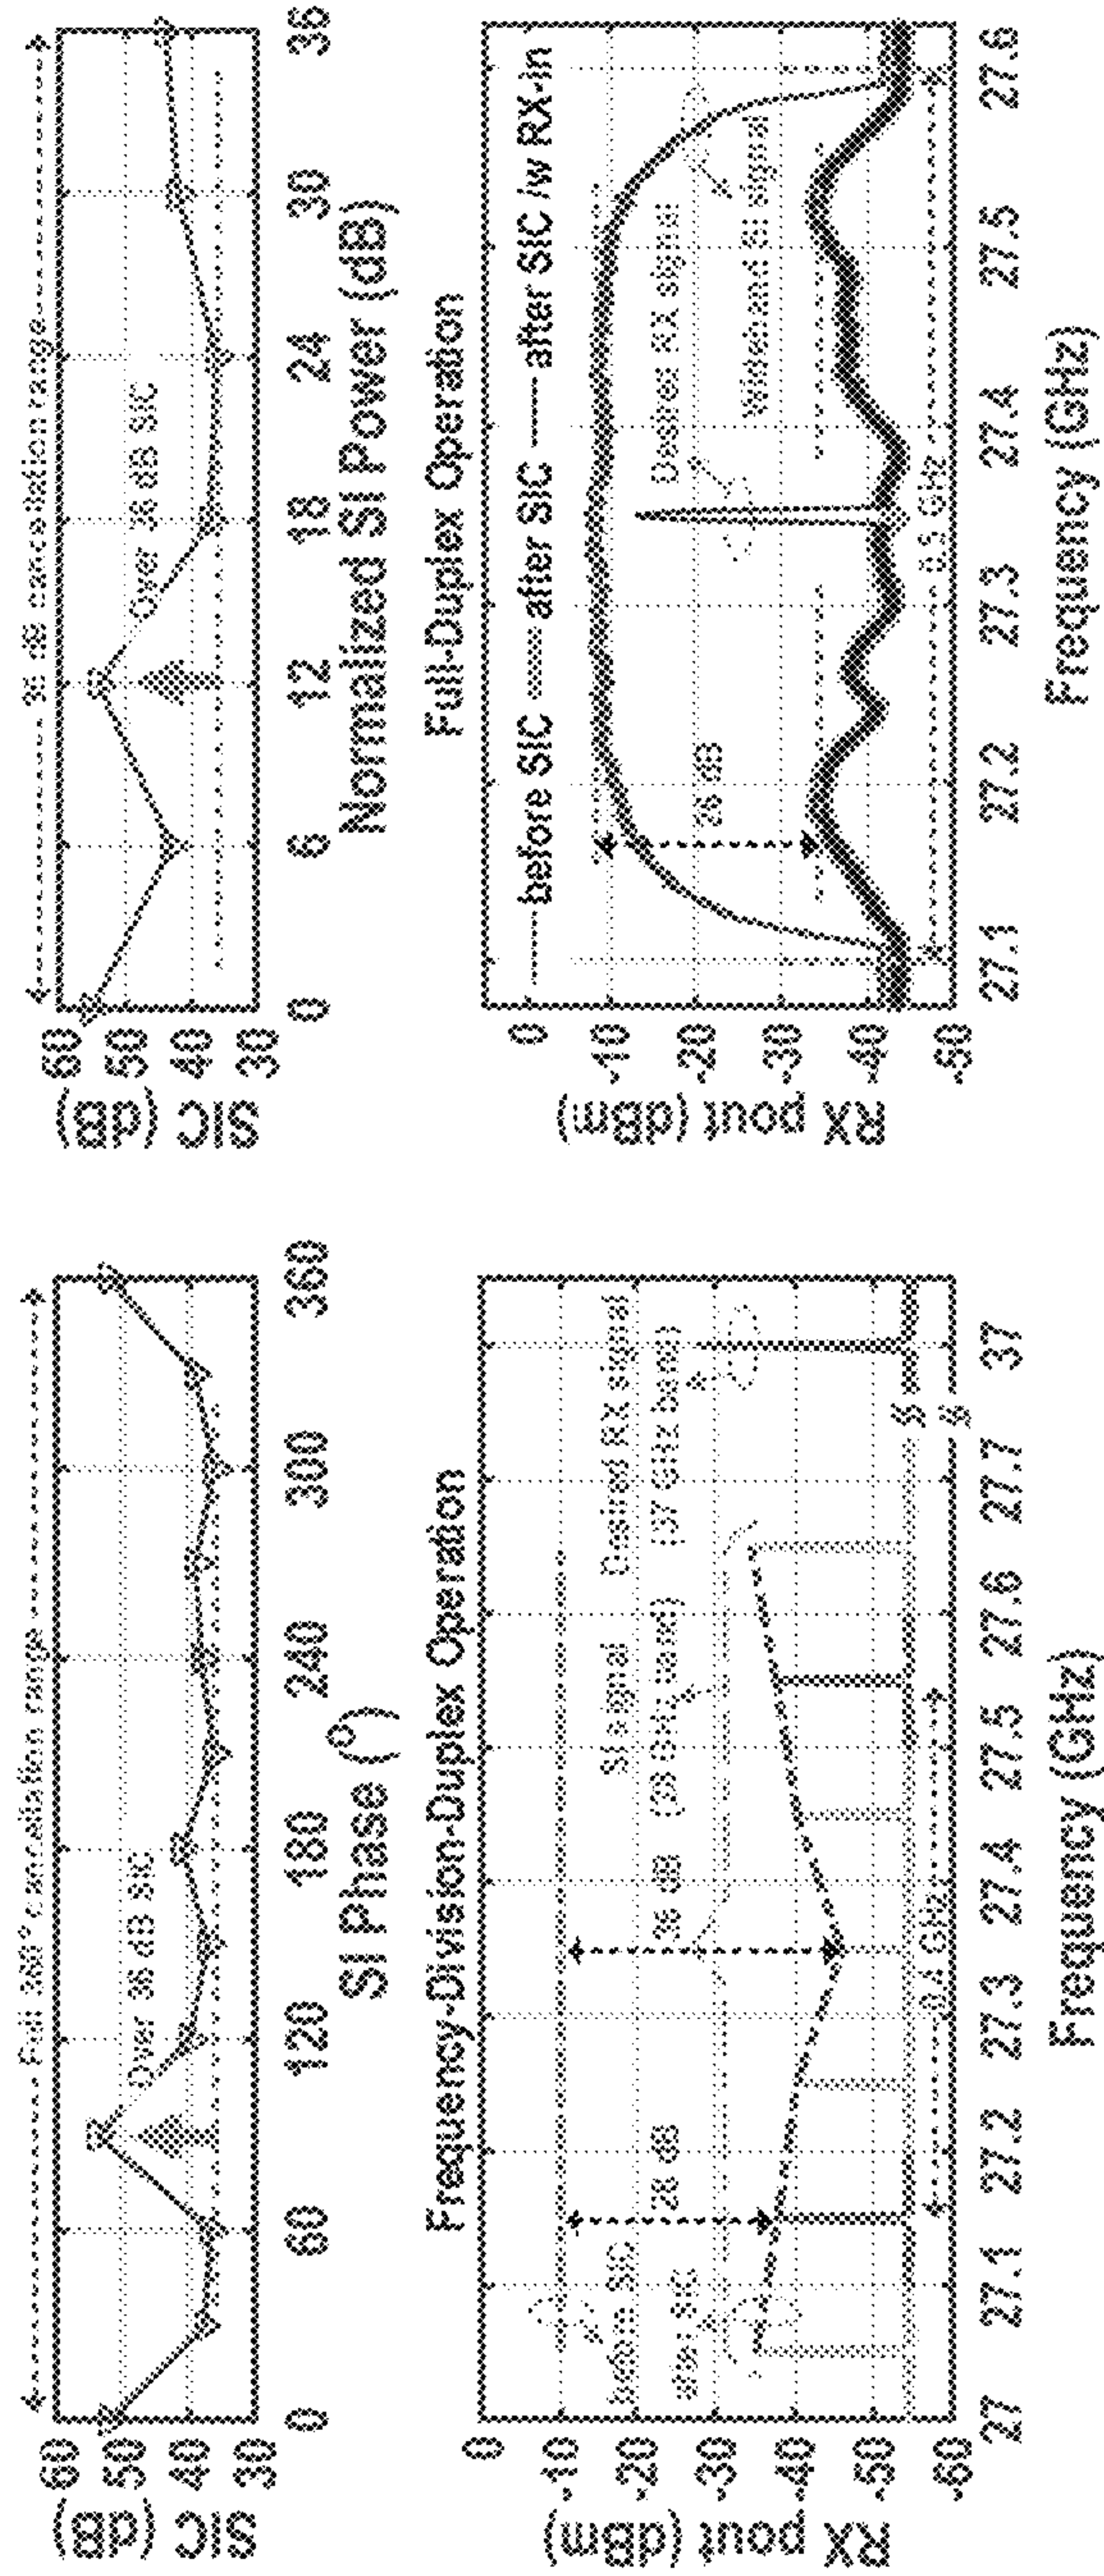 Full 360° cancellation range
60
50
40
30
SIC (dB)
Over 36 dB SIC
0
60
120
180
240
300
360
SI Phase (°)
36 dB cancellation range
60
50
40
30
SIC (dB)
Over 36 dB SIC
0
6
12
18
24
30
36
Normalized SI Power (dB)
Frequency-Division-Duplex Operation
0
-10
-20
-30
-40
-50
-60
RX pout (dBm)
before SIC
after SIC
28 dB
36 dB
SI signal
Desired RX signal
(37 GHz band)
0.4 GHz
27
27.1
27.2
27.3
27.4
27.5
27.6
27.7
37
Frequency (GHz)
Full-Duplex Operation
0
-10
-20
-30
-40
-50
RX pout (dBm)
before SIC
after SIC
after SIC /w RX-in
26 dB
Desired RX signal
Wideband SI signal
0.5 GHz
27.1
27.2
27.3
27.4
27.5
27.6
Frequency (GHz)